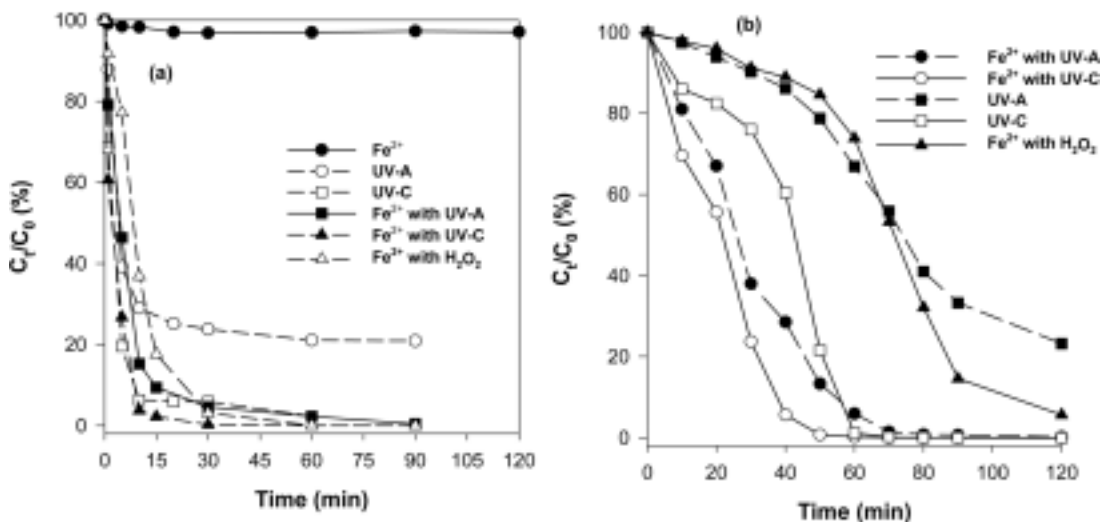 100
80
60
40
20
0
C_t/C_0 (%)
(a)
Fe²⁺
UV-A
UV-C
Fe²⁺ with UV-A
Fe²⁺ with UV-C
Fe²⁺ with H₂O₂
0 15 30 45 60 75 90 105 120
Time (min)
100
80
60
40
20
0
C_t/C_0 (%)
(b)
Fe²⁺ with UV-A
Fe²⁺ with UV-C
UV-A
UV-C
Fe²⁺ with H₂O₂
0 20 40 60 80 100 120
Time (min)